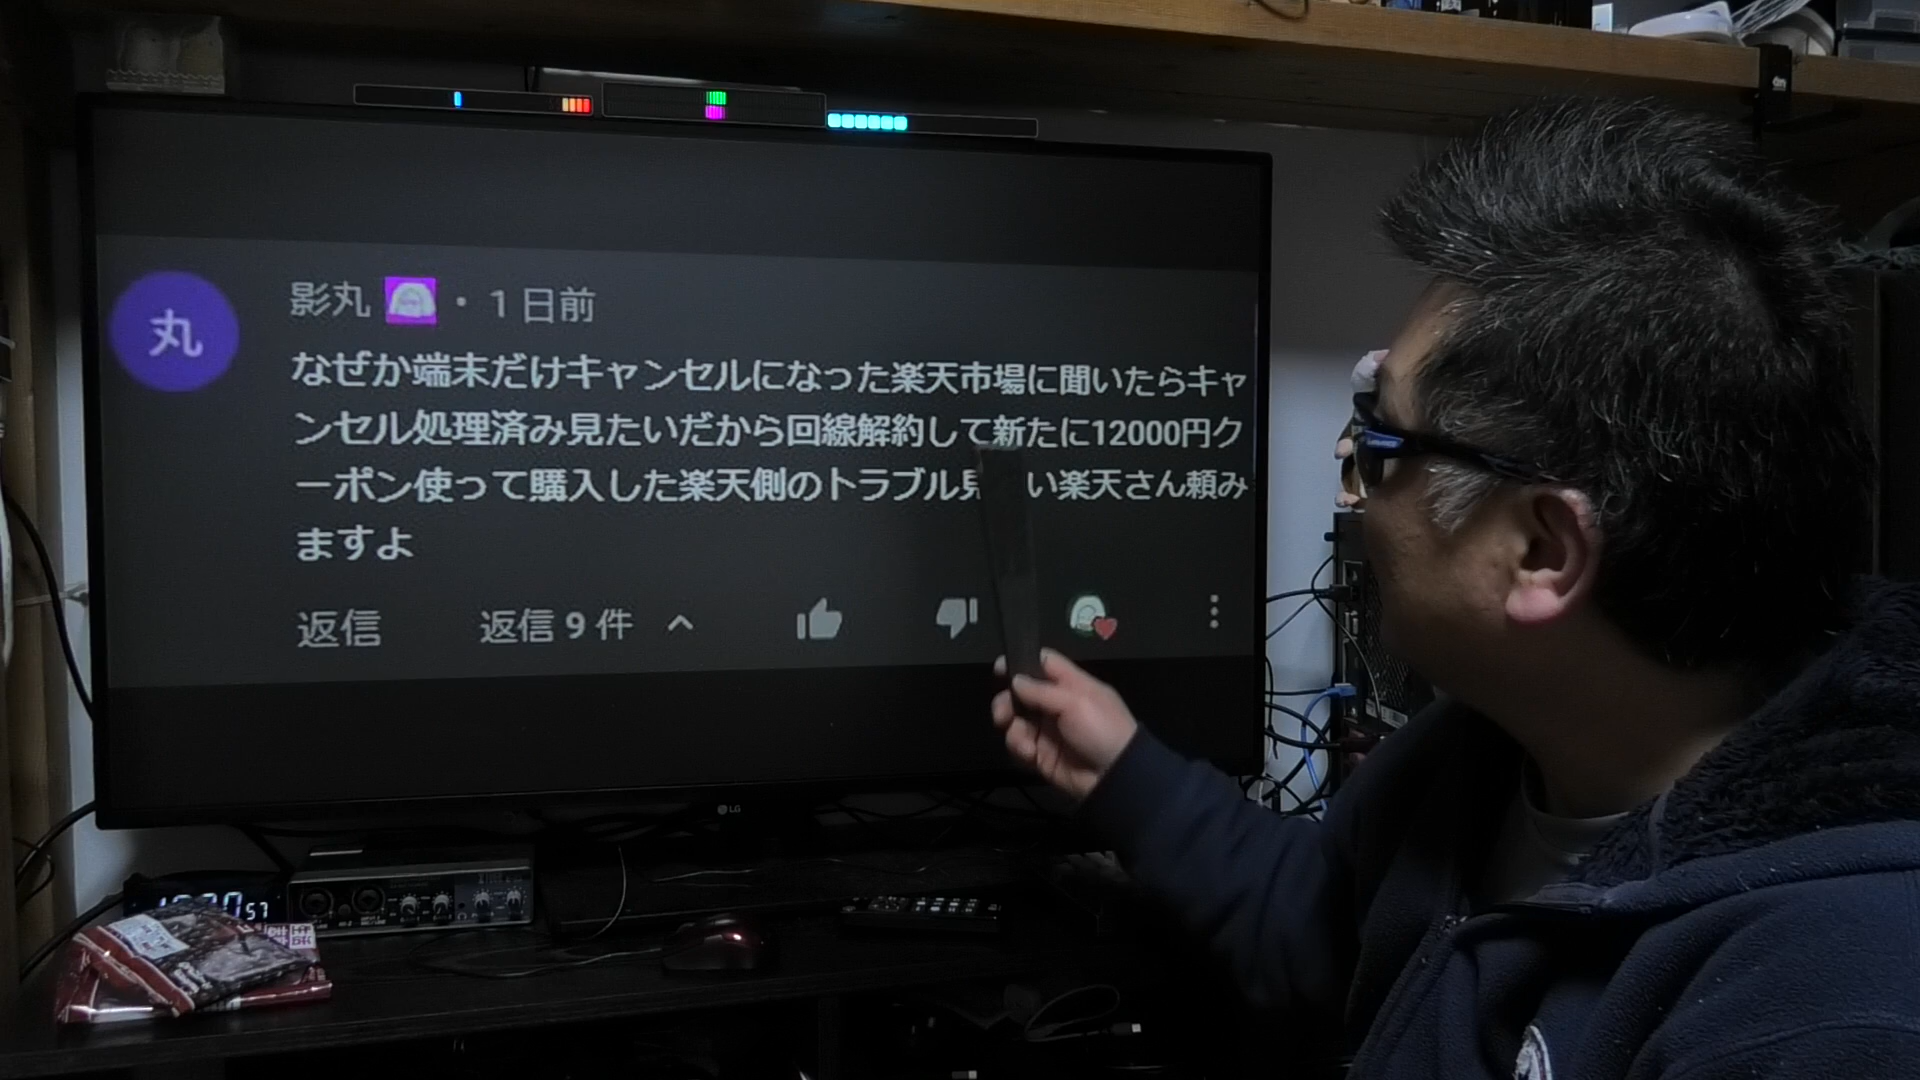 丸
影丸 ・ 1 日前
なぜか端末だけキャンセルになった楽天市場に聞いたらキャ
ンセル処理済み見たいだから回線解約して新たに12000円ク
ーポン使って購入した楽天側のトラブル見 い楽天さん頼み
ますよ
返信 返信 9 件
LG
57